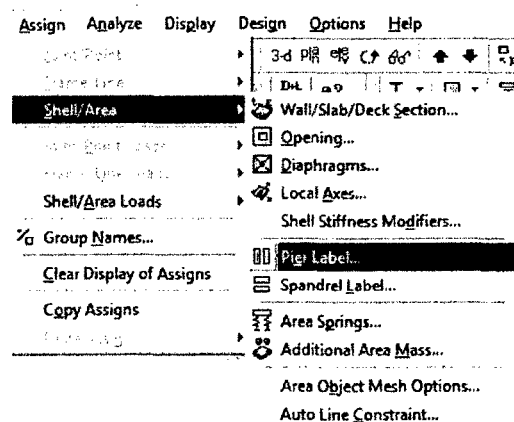 Assign Analyze Display Design Options Help
3-d
Shell/Area
Shell/Area Loads
Group Names...
Clear Display of Assigns
Copy Assigns
Wall/Slab/Deck Section...
Opening...
Diaphragms...
Local Axes...
Shell Stiffness Modifiers...
Pier Label...
Spandrel Label...
Area Springs...
Additional Area Mass...
Area Object Mesh Options...
Auto Line Constraint...